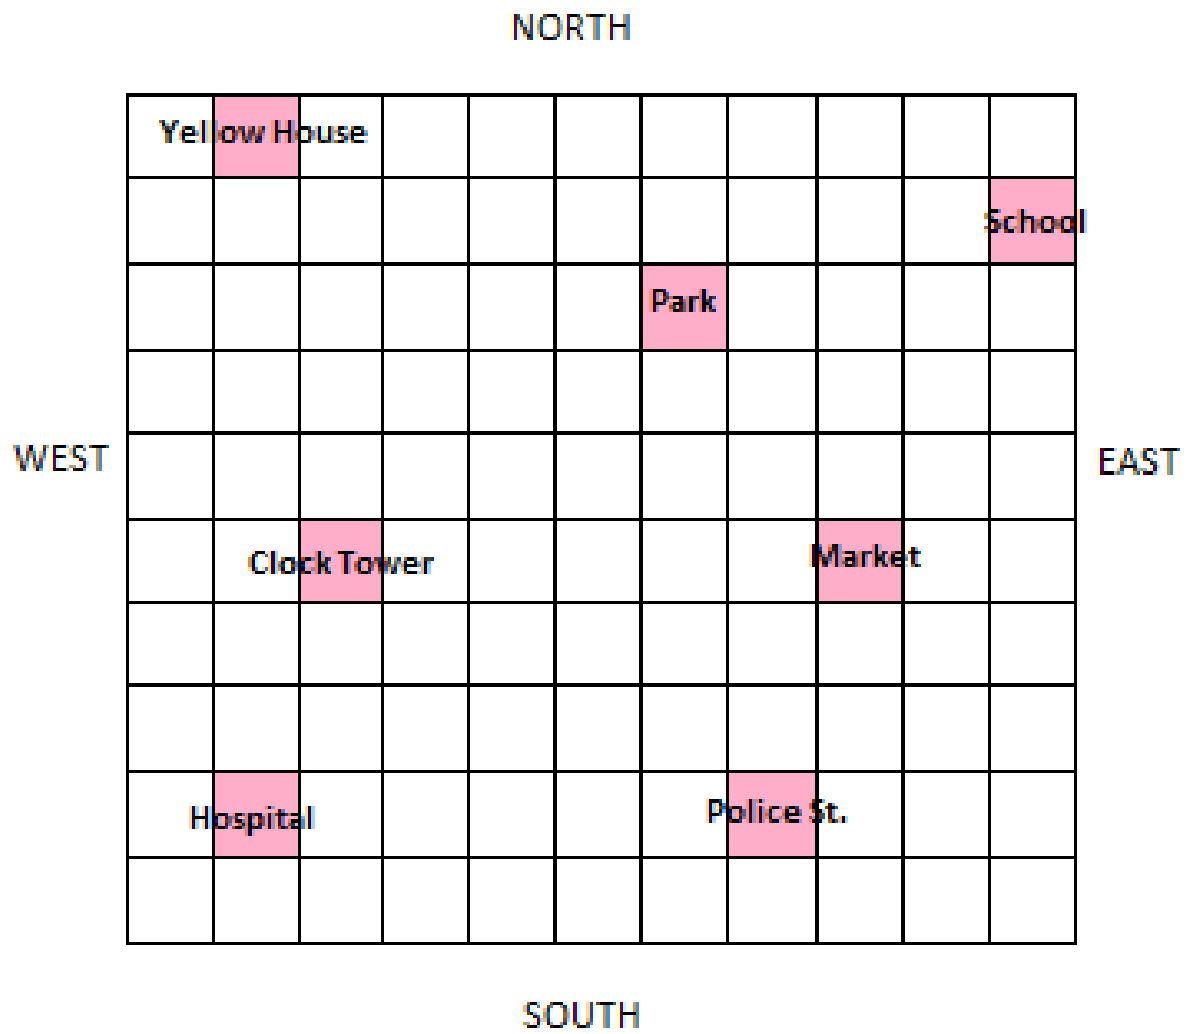 NORTH
Yellow House
School
Park
WEST
EAST
Clock Tower
Market
Hospital
Police St.
SOUTH